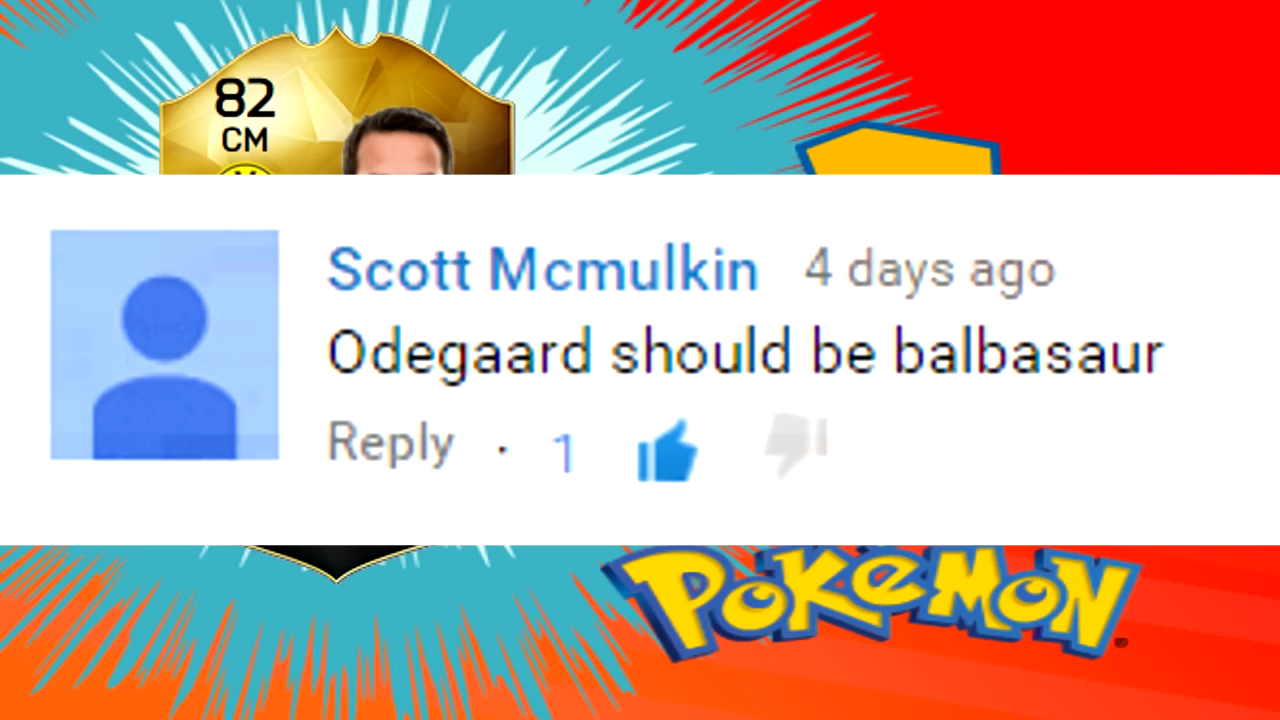 82
CM
Scott Mcmulkin 4 days ago
Odegaard should be balbasaur
Reply · 1
POKéMON